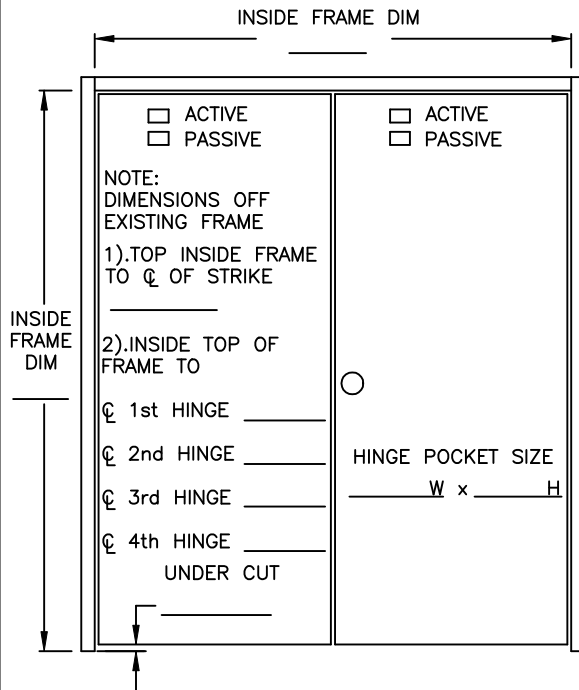 INSIDE FRAME DIM
ACTIVE
PASSIVE
ACTIVE
PASSIVE
NOTE:
DIMENSIONS OFF
EXISTING FRAME
1).TOP INSIDE FRAME
TO ℄ OF STRIKE
INSIDE
FRAME
DIM
2).INSIDE TOP OF
FRAME TO
℄ 1st HINGE
℄ 2nd HINGE
℄ 3rd HINGE
℄ 4th HINGE
UNDER CUT
HINGE POCKET SIZE
W x H